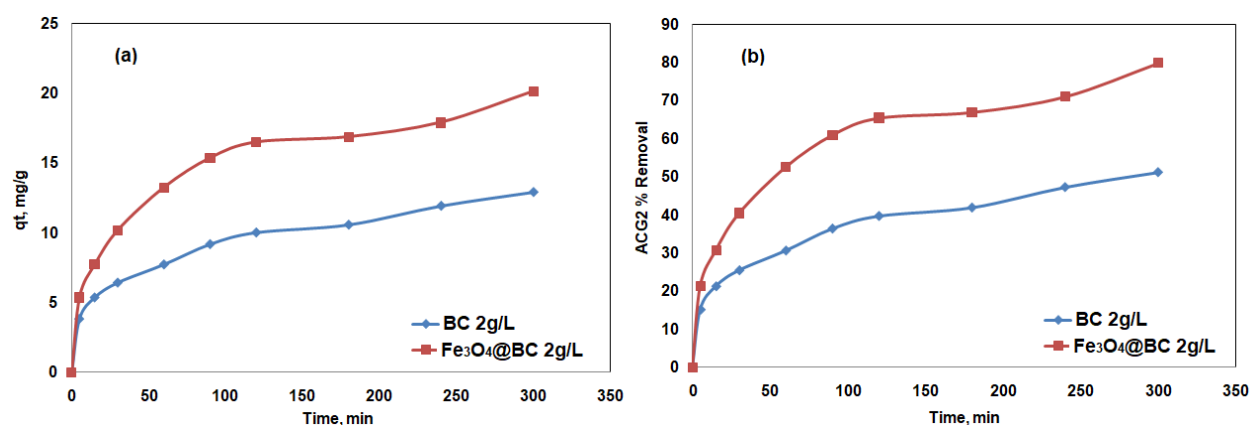 25
20
15
10
5
0
qt, mg/g
(a)
BC 2g/L
Fe₃O₄@BC 2g/L
0 50 100 150 200 250 300 350
Time, min
90
80
70
60
50
40
30
20
10
0
ACG2 % Removal
(b)
BC 2g/L
Fe₃O₄@BC 2g/L
0 50 100 150 200 250 300 350
Time, min